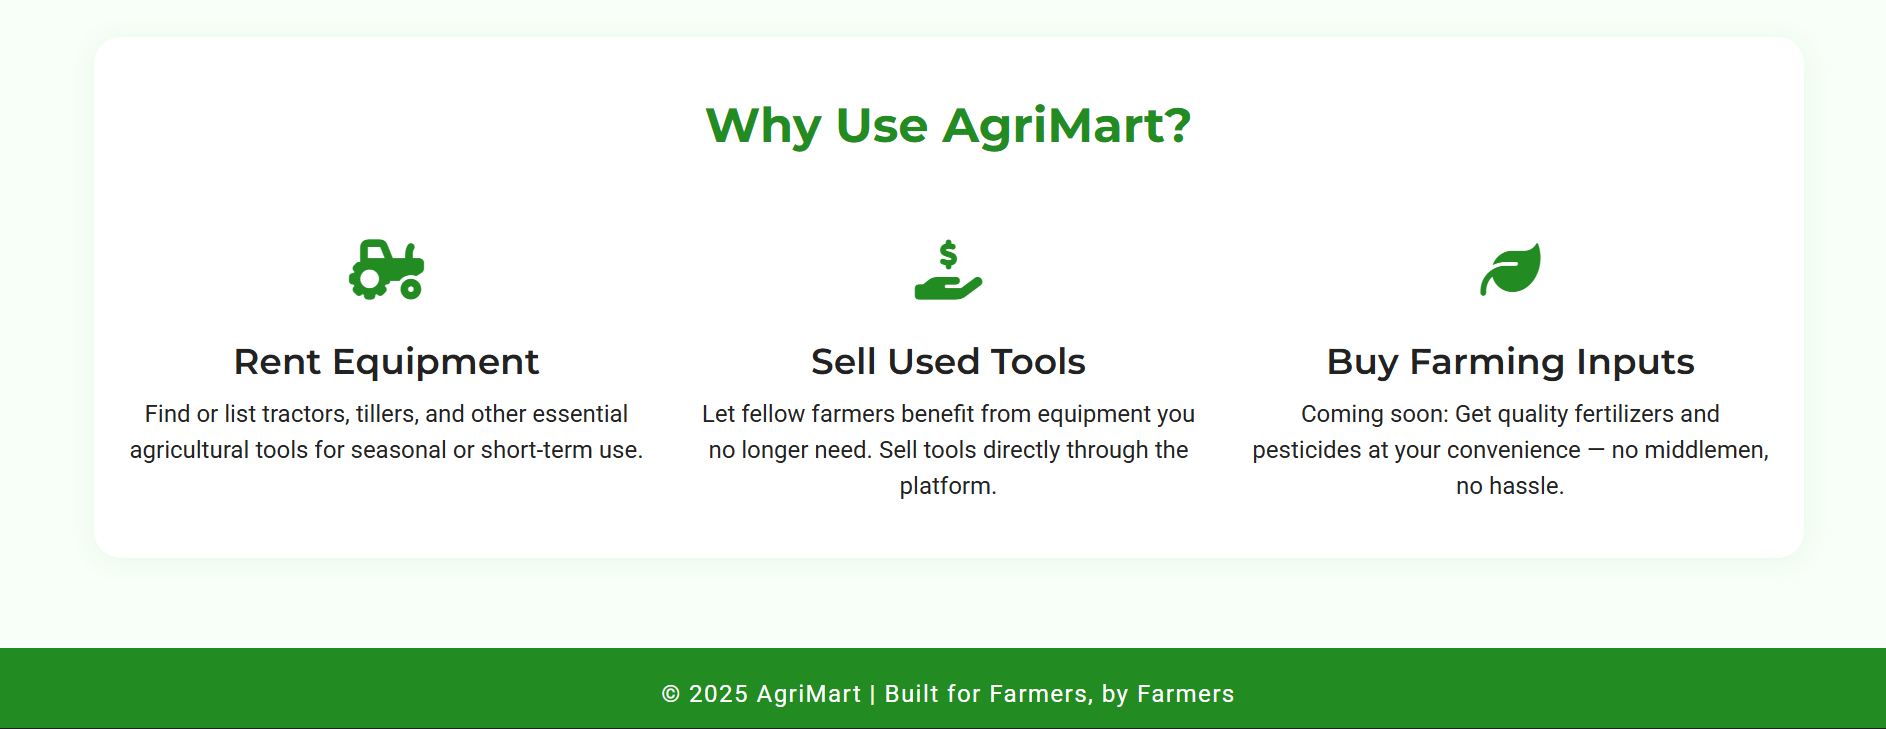 Why Use AgriMart?
$
Rent Equipment
Find or list tractors, tillers, and other essential
agricultural tools for seasonal or short-term use.
Sell Used Tools
Let fellow farmers benefit from equipment you
no longer need. Sell tools directly through the
platform.
Buy Farming Inputs
Coming soon: Get quality fertilizers and
pesticides at your convenience — no middlemen,
no hassle.
© 2025 AgriMart | Built for Farmers, by Farmers